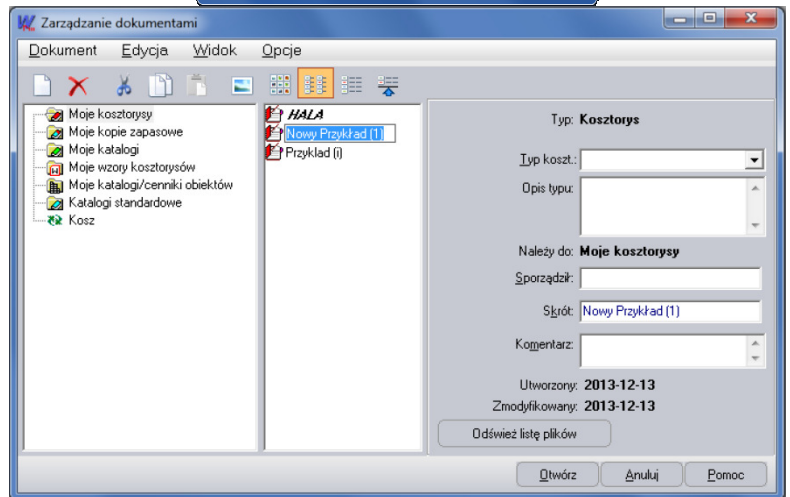 Zarządzanie dokumentami
Dokument Edycja Widok Opcje
Moje kosztorysy
Moje kopie zapasowe
Moje katalogi
Moje wzory kosztorysów
Moje katalogi/cenniki obiektów
Katalogi standardowe
Kosz
HALA
Nowy Przykład (1)
Przyklad (i)
Typ: Kosztorys
Typ koszt.:
Opis typu:
Należy do: Moje kosztorysy
Sporządził:
Skrót: Nowy Przykład (1)
Komentarz:
Utworzony: 2013-12-13
Zmodyfikowany: 2013-12-13
Odśwież listę plików
Otwórz Anuluj Pomoc